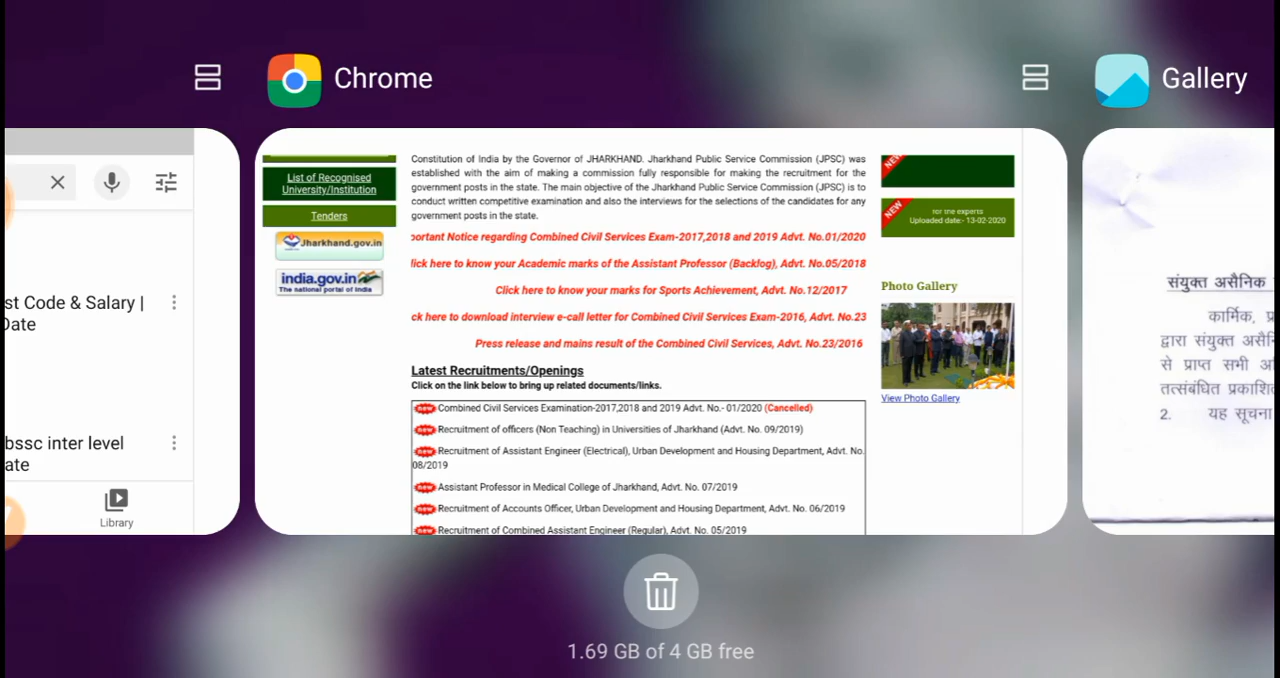 Chrome
Gallery
st Code & Salary |
Date
bssc inter level
ate
Library
List of Recognised
University/Institution
Tenders
Jharkhand.gov.in
india.gov.in
The national portal of India
Constitution of India by the Governor of JHARKHAND. Jharkhand Public Service Commission (JPSC) was
established with the aim of making a commission fully responsible for making the recruitment for the
government posts in the state. The main objective of the Jharkhand Public Service Commission (JPSC) is to
conduct written competitive examination and also the interviews for the selections of the candidates for any
government posts in the state.
portant Notice regarding Combined Civil Services Exam-2017,2018 and 2019 Advt. No.01/2020
lick here to know your Academic marks of the Assistant Professor (Backlog), Advt. No.05/2018
Click here to know your marks for Sports Achievement, Advt. No.12/2017
ck here to download interview e-call letter for Combined Civil Services Exam-2016, Advt. No.23
Press release and mains result of the Combined Civil Services, Advt. No.23/2016
Latest Recruitments/Openings
Click on the link below to bring up related documents/links.
new Combined Civil Services Examination-2017,2018 and 2019 Advt. No.- 01/2020 (Cancelled)
new Recruitment of officers (Non Teaching) in Universities of Jharkhand (Advt. No. 09/2019)
new Recruitment of Assistant Engineer (Electrical), Urban Development and Housing Department, Advt. No.
08/2019
new Assistant Professor in Medical College of Jharkhand, Advt. No. 07/2019
new Recruitment of Accounts Officer, Urban Development and Housing Department, Advt. No. 06/2019
new Recruitment of Combined Assistant Engineer (Regular), Advt. No. 05/2019
NEW
NEW
for the experts
Uploaded date:- 13-02-2020
Photo Gallery
View Photo Gallery
संयुक्त असैनिक
कार्मिक, प्र
द्वारा संयुक्त असैनि
से प्राप्त सभी
तत्संबंधित प्रकाशि
2. यह सूचना
1.69 GB of 4 GB free